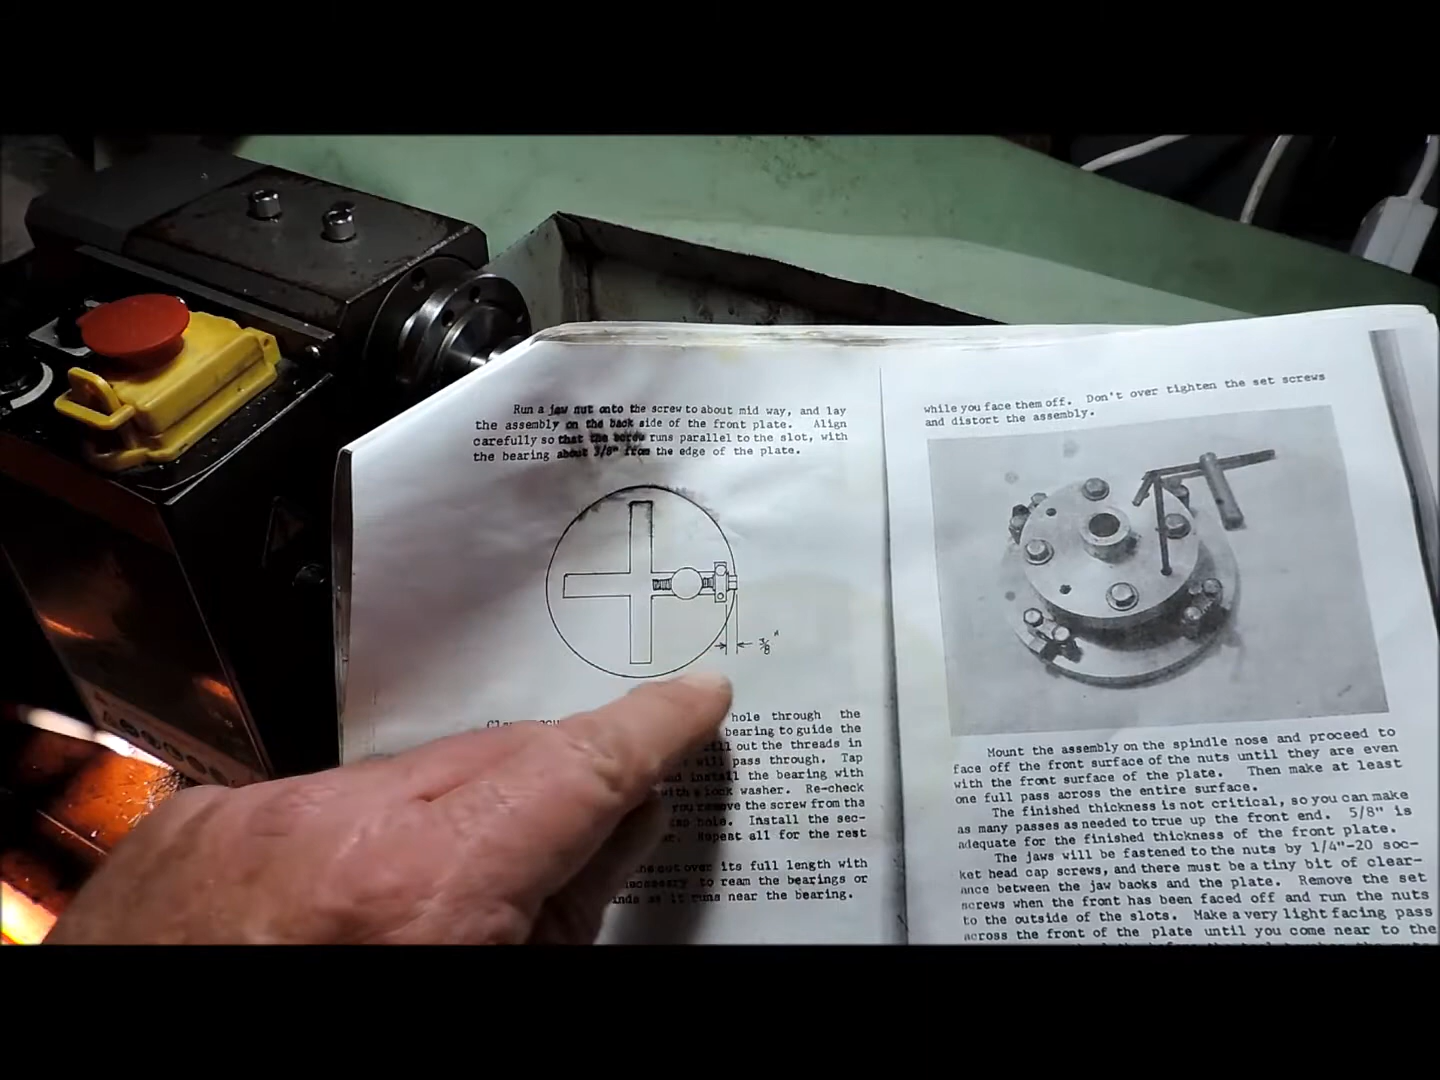 Run a jaw nut onto the screw to about mid way, and lay
the assembly on the back side of the front plate. Align
carefully so that the screw runs parallel to the slot, with
the bearing about 3/8" from the edge of the plate.
3/8"
hole through the
bearing to guide the
out the threads in
will pass through. Tap
install the bearing with
lock washer. Re-check
you remove the screw from tha
hole. Install the sec-
Repeat all for the rest
out over its full length with
necessary to ream the bearings or
as it runs near the bearing.
while you face them off. Don't over tighten the set screws
and distort the assembly.
Mount the assembly on the spindle nose and proceed to
face off the front surface of the nuts until they are even
with the front surface of the plate. Then make at least
one full pass across the entire surface.
The finished thickness is not critical, so you can make
as many passes as needed to true up the front end. 5/8" is
adequate for the finished thickness of the front plate.
The jaws will be fastened to the nuts by 1/4"-20 soc-
ket head cap screws, and there must be a tiny bit of clear-
ance between the jaw backs and the plate. Remove the set
screws when the front has been faced off and run the nuts
to the outside of the slots. Make a very light facing pass
across the front of the plate until you come near to the